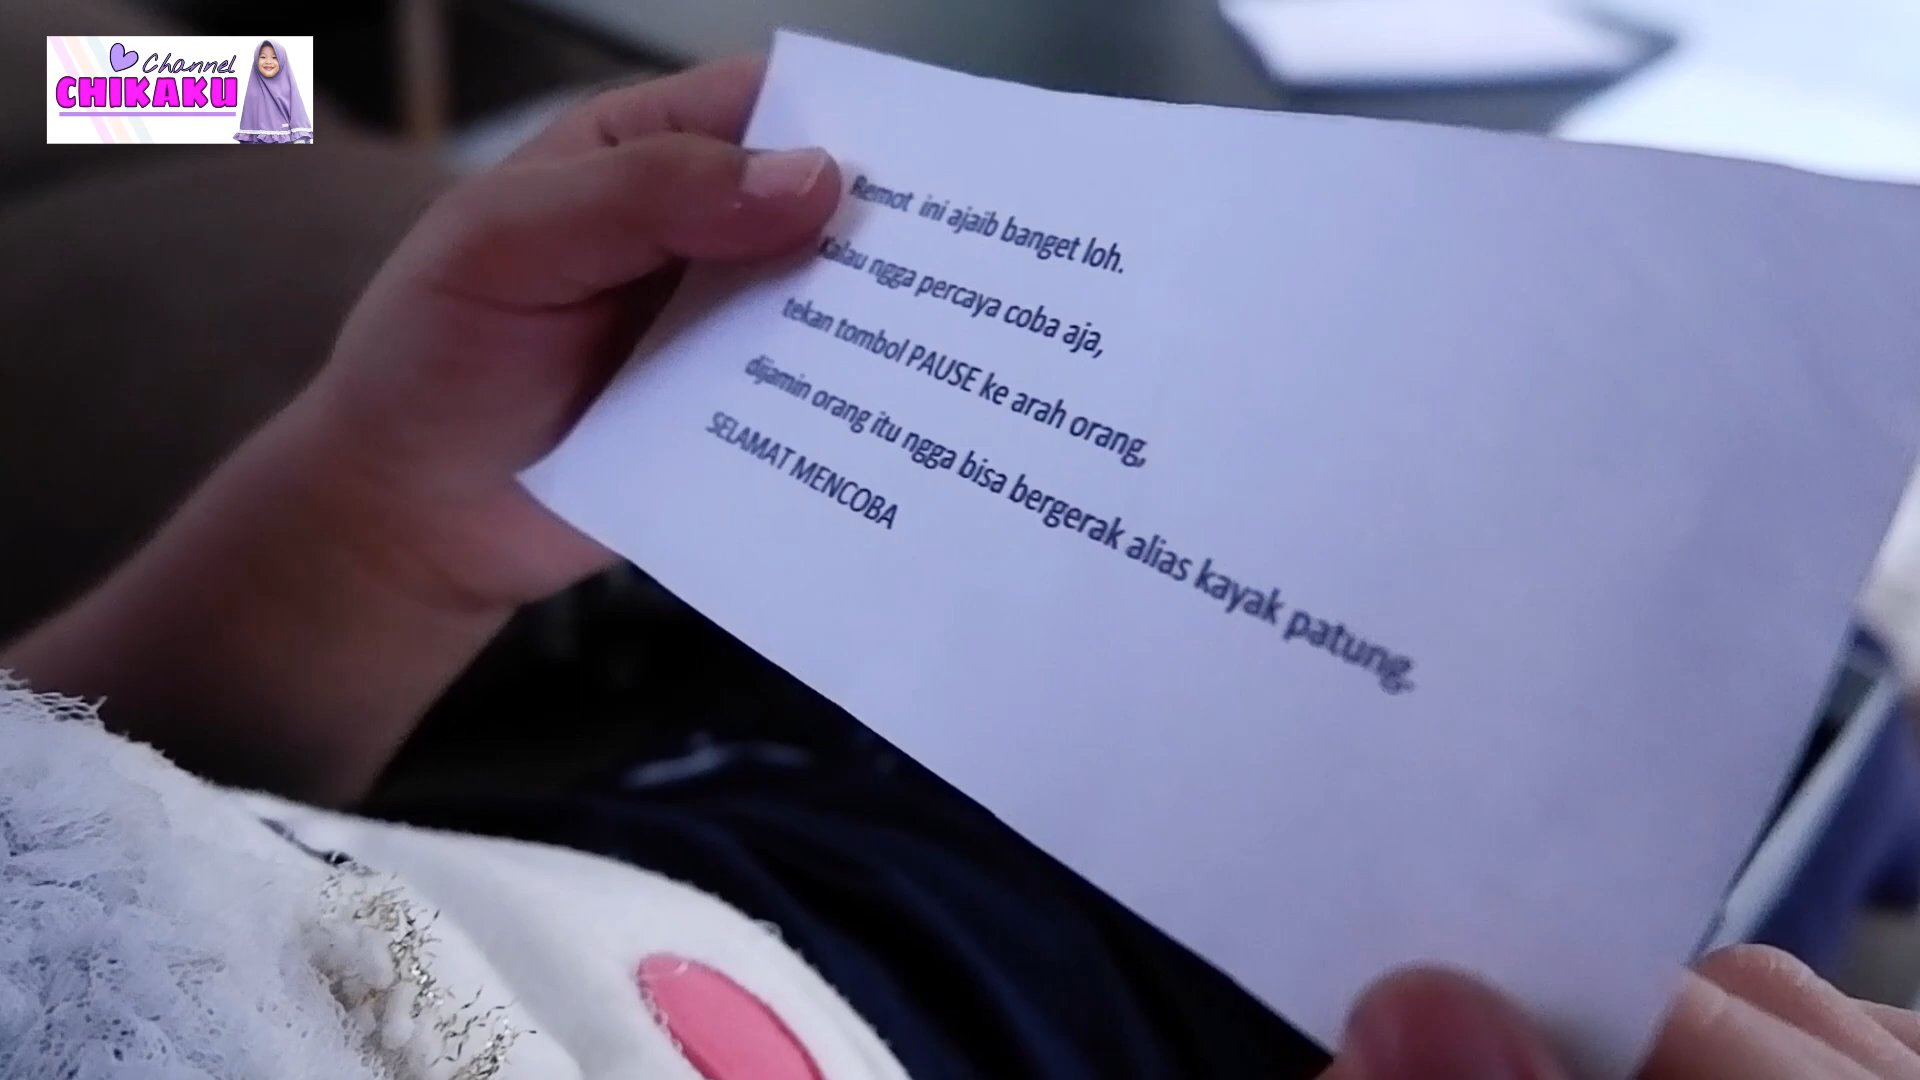 Channel
CHIKAKU
Remot ini ajaib banget loh.
Kalau ngga percaya coba aja,
tekan tombol PAUSE ke arah orang,
dijamin orang itu ngga bisa bergerak alias kayak patung.
SELAMAT MENCOBA